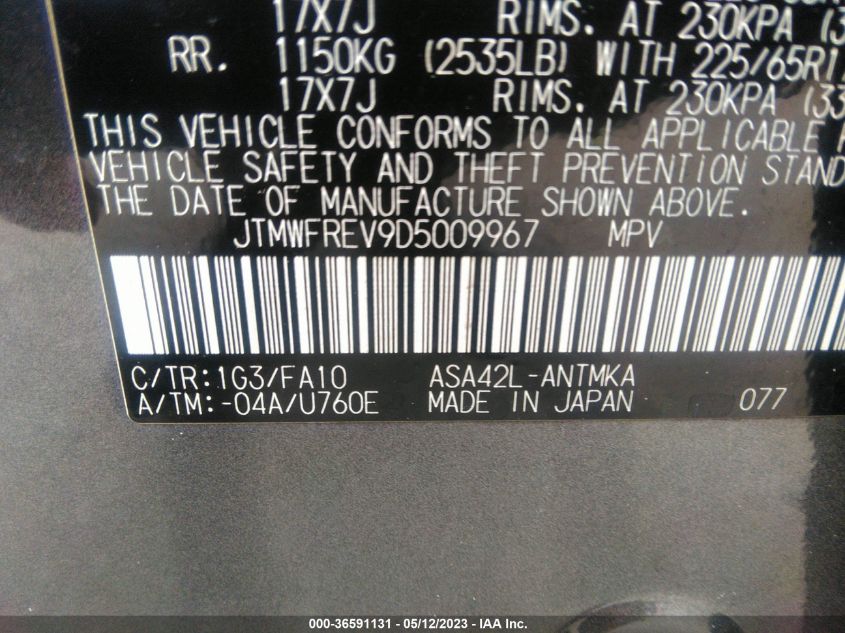 17X7J RIMS. AT 230KPA
RR. 1150KG (2535LB) WITH 225/65R1
17X7J RIMS. AT 230KPA (33
THIS VEHICLE CONFORMS TO ALL APPLICABLE
VEHICLE SAFETY AND THEFT PREVENTION STAND
THE DATE OF MANUFACTURE SHOWN ABOVE.
JTMWFREV9D5009967 MPV
C/TR:1G3/FA10 ASA42L-ANTMKA
A/TM:-04A/U760E MADE IN JAPAN 077
000-36591131 - 05/12/2023 - IAA Inc.